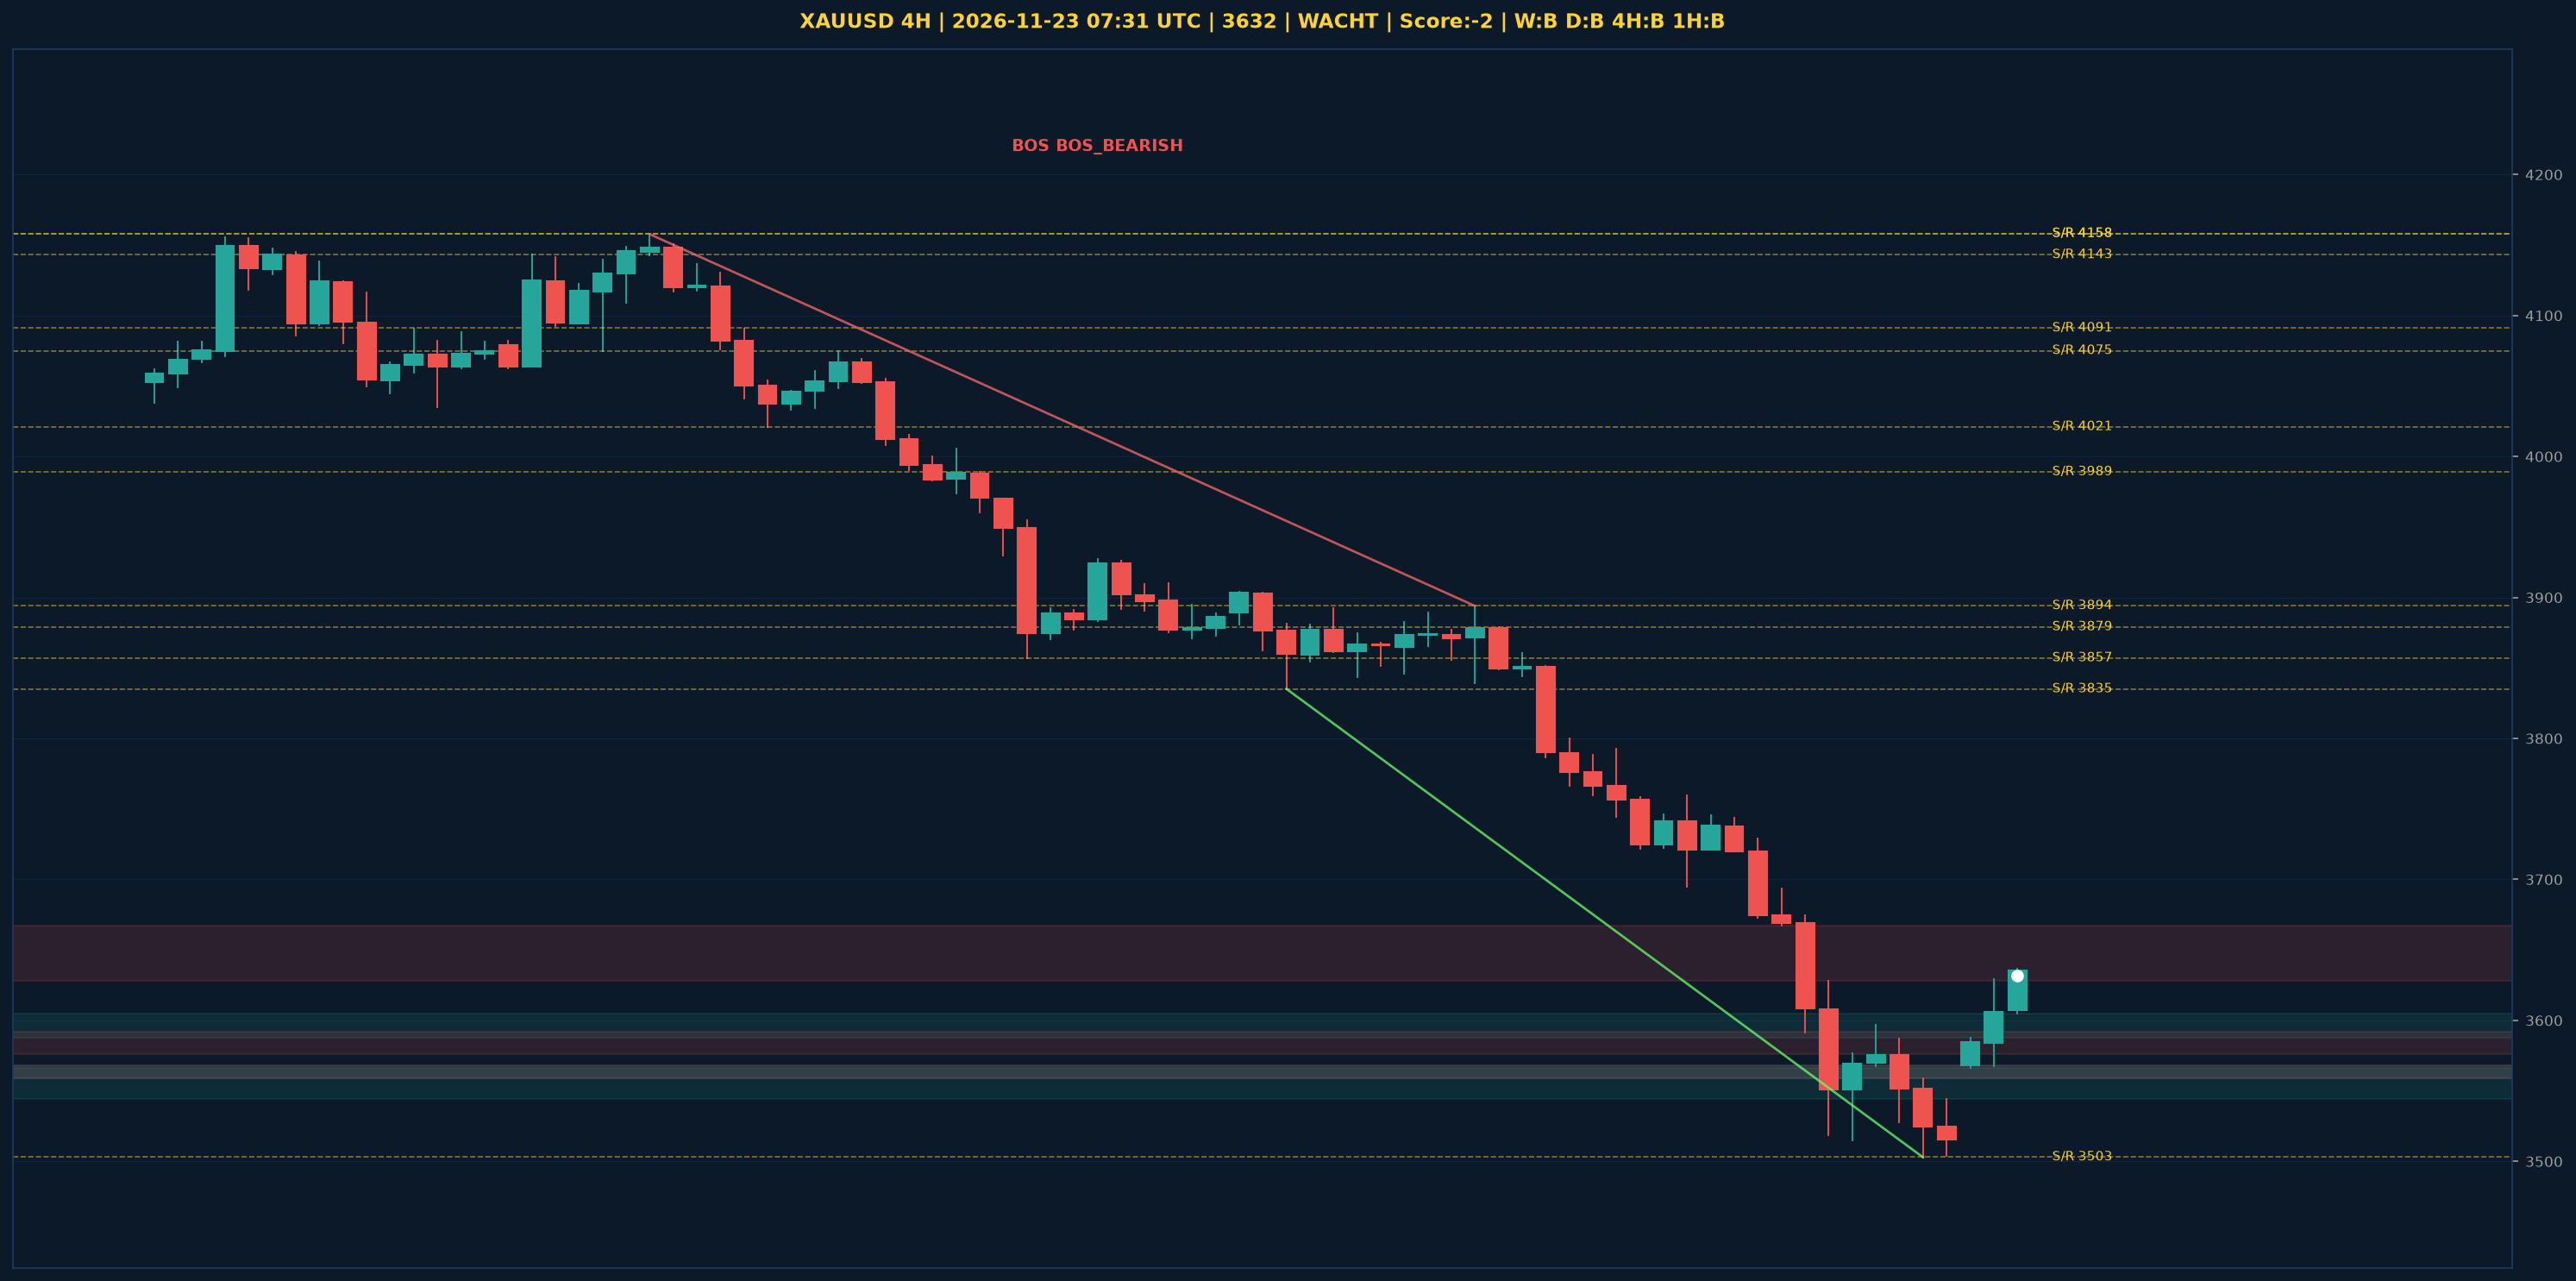 XAUUSD 4H | 2026-11-23 07:31 UTC | 3632 | WACHT | Score:-2 | W:B D:B 4H:B 1H:B
BOS BOS_BEARISH
4200
S/R 4158
S/R 4143
S/R 4091
4100
S/R 4075
S/R 4021
4000
S/R 3989
3900
S/R 3894
S/R 3879
S/R 3857
S/R 3835
3800
3700
3600
S/R 3503
3500